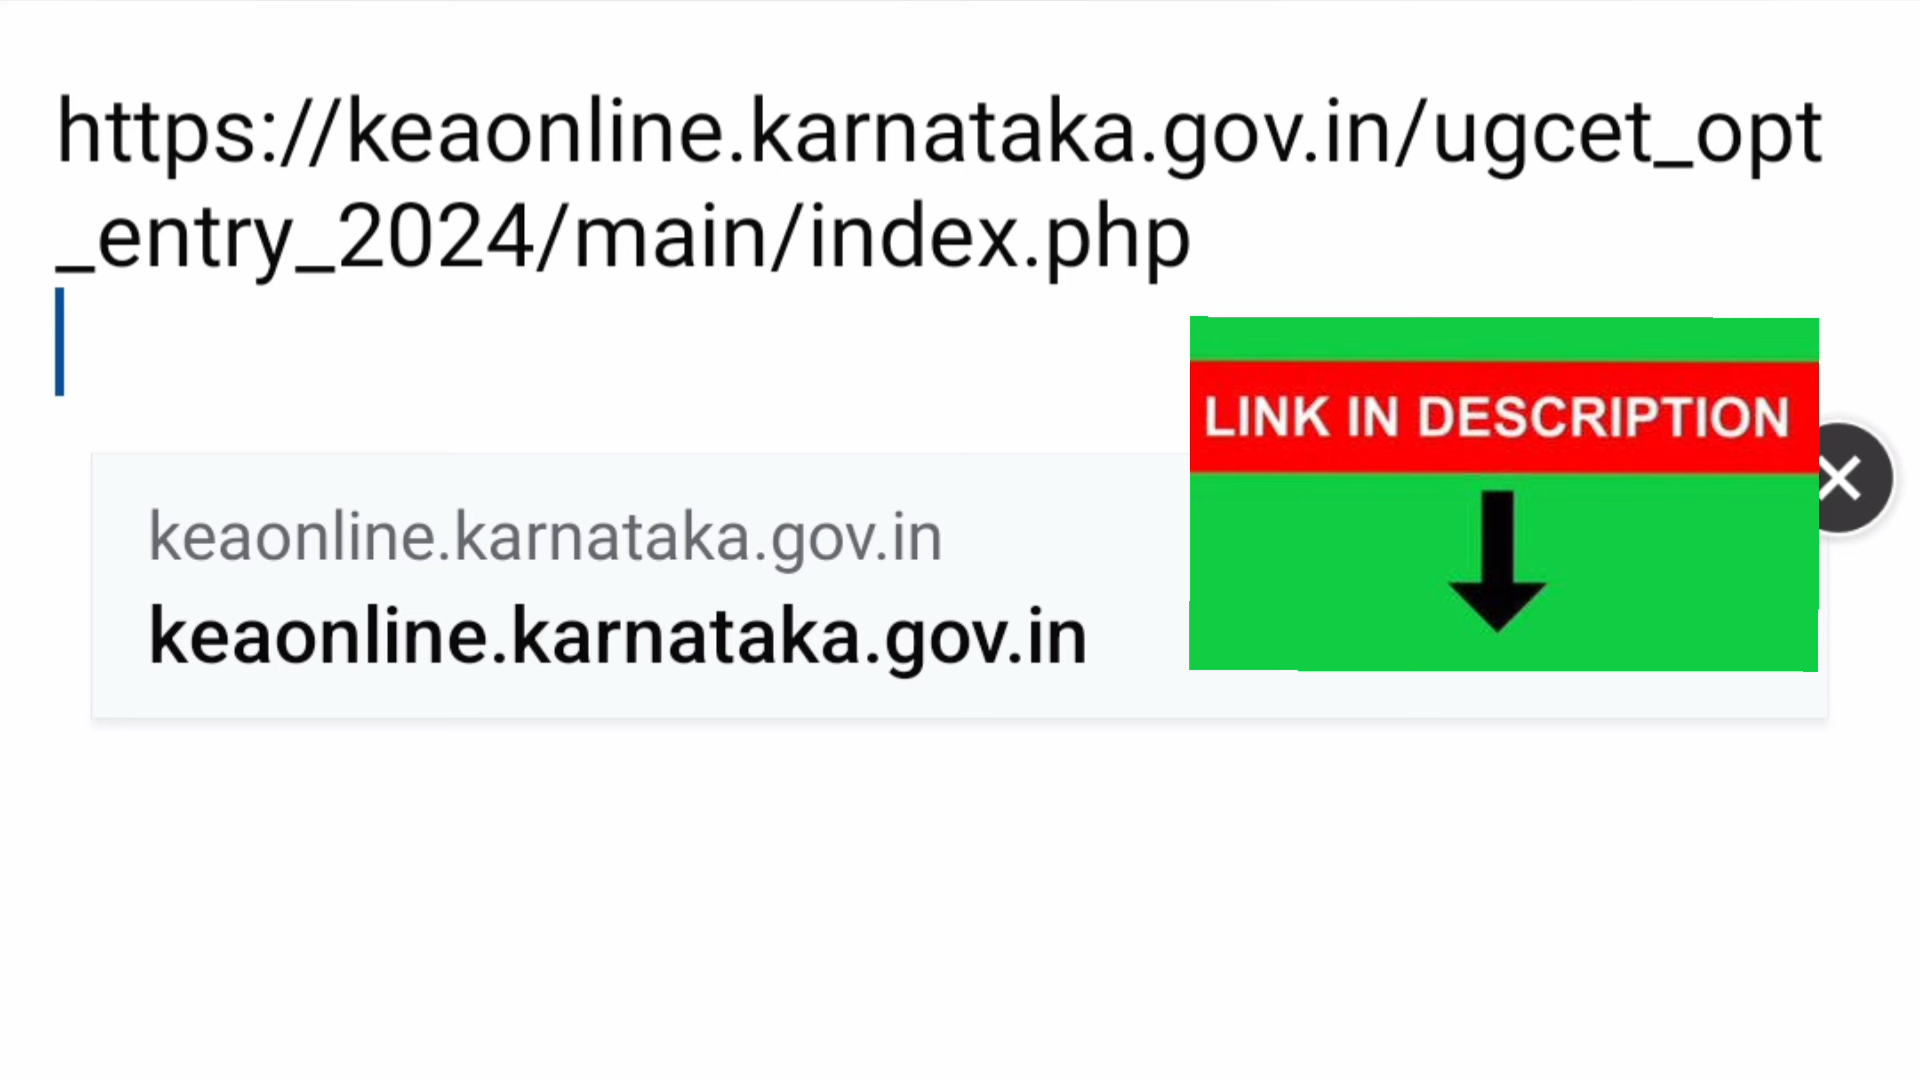 https://keaonline.karnataka.gov.in/ugcet_opt
_entry_2024/main/index.php
LINK IN DESCRIPTION
keaonline.karnataka.gov.in
keaonline.karnataka.gov.in